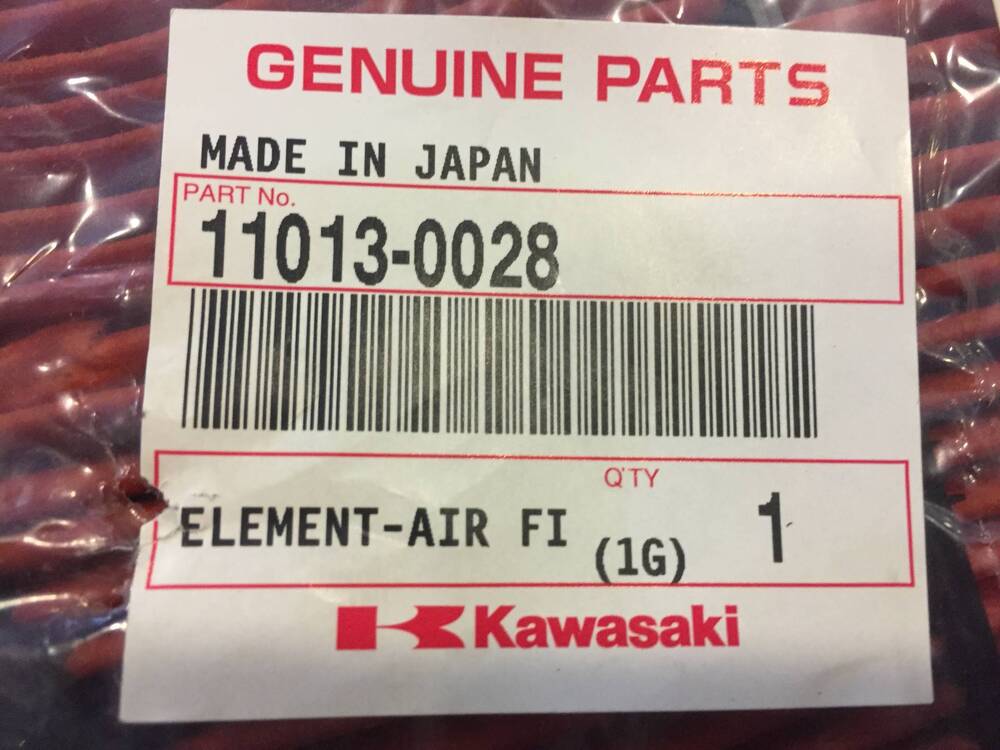 GENUINE PARTS
MADE IN JAPAN
PART No.
11013-0028
Q'TY
ELEMENT-AIR FI (1G) 1
Kawasaki